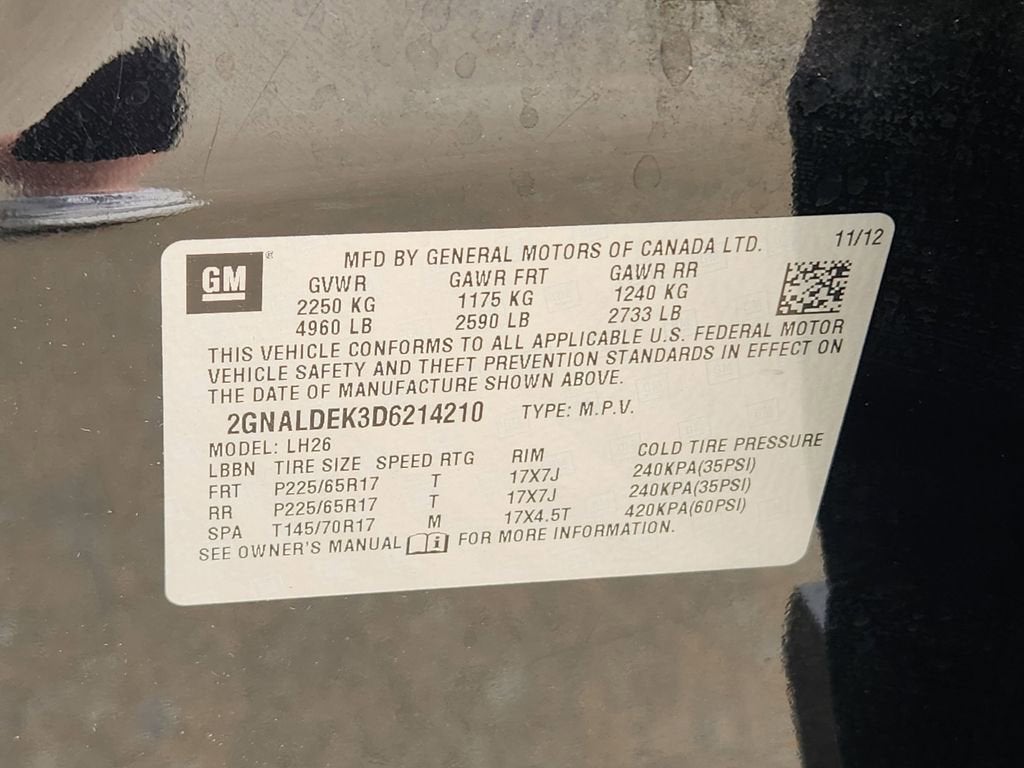 GM
MFD BY GENERAL MOTORS OF CANADA LTD. 11/12
GVWR GAWR FRT GAWR RR
2250 KG 1175 KG 1240 KG
4960 LB 2590 LB 2733 LB
THIS VEHICLE CONFORMS TO ALL APPLICABLE U.S. FEDERAL MOTOR
VEHICLE SAFETY AND THEFT PREVENTION STANDARDS IN EFFECT ON
THE DATE OF MANUFACTURE SHOWN ABOVE.
2GNALDEK3D6214210 TYPE: M.P.V.
MODEL: LH26
LBBN TIRE SIZE SPEED RTG RIM COLD TIRE PRESSURE
FRT P225/65R17 T 17X7J 240KPA(35PSI)
RR P225/65R17 T 17X7J 240KPA(35PSI)
SPA T145/70R17 M 17X4.5T 420KPA(60PSI)
SEE OWNER'S MANUAL i FOR MORE INFORMATION.